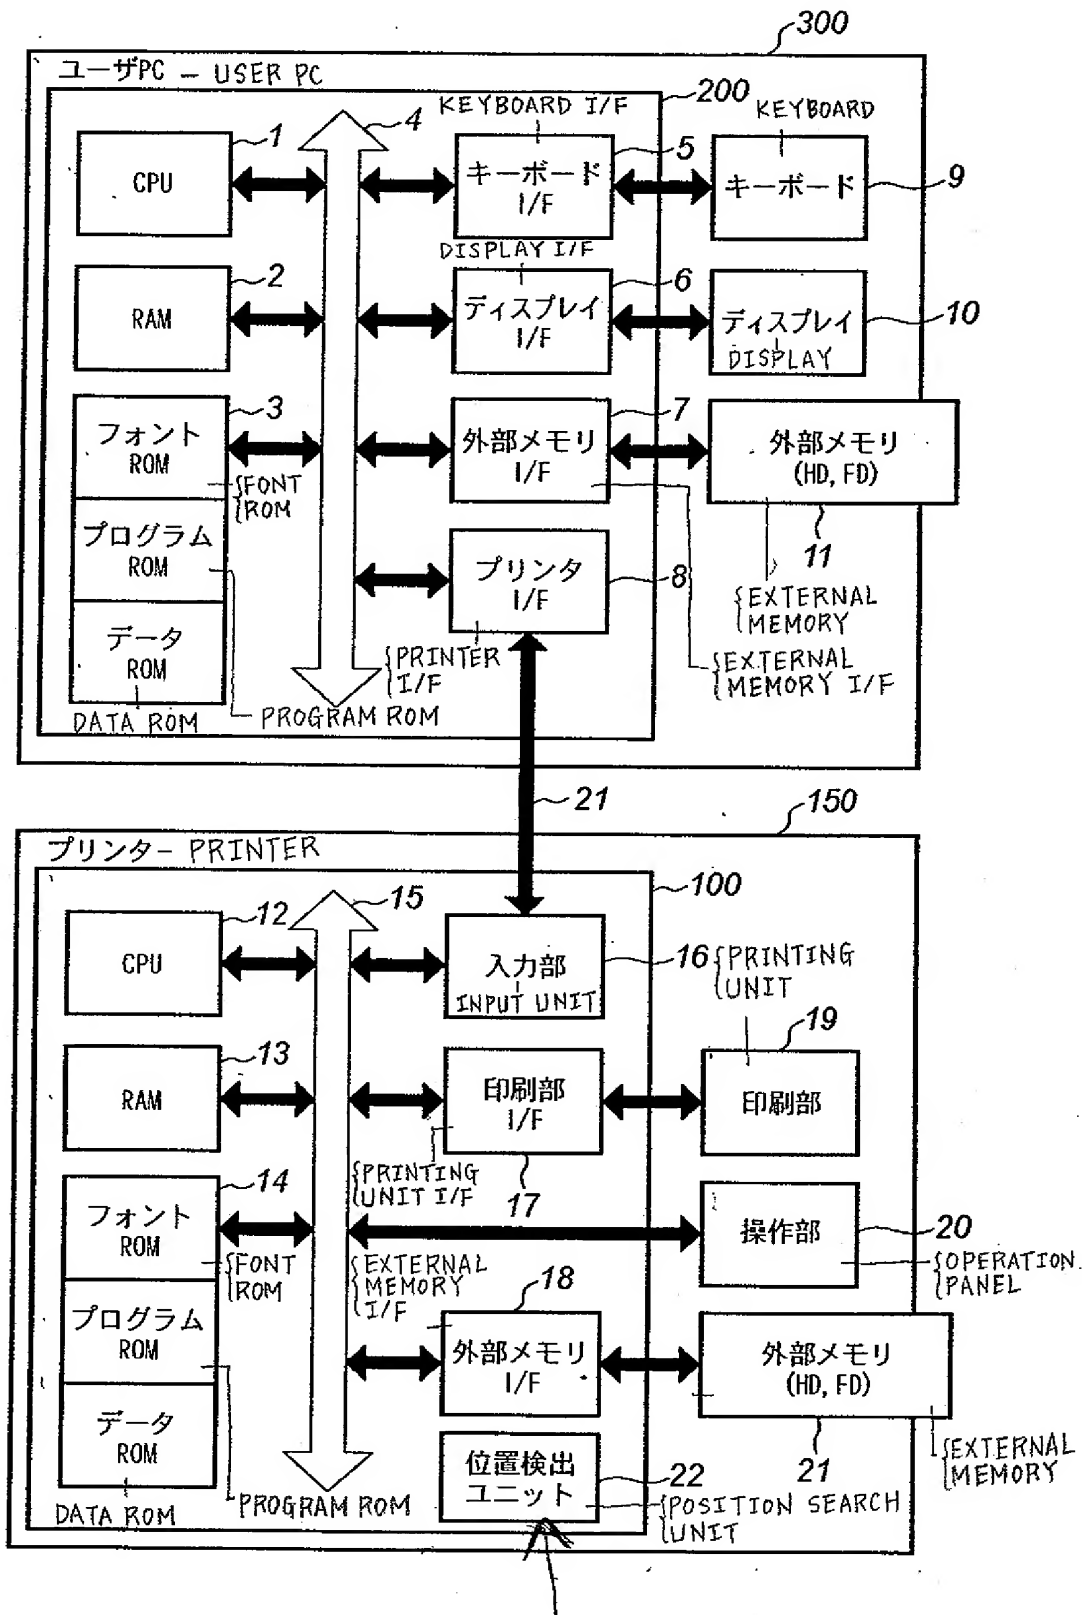 300
ユーザPC - USER PC
200
KEYBOARD I/F
KEYBOARD
1
4
5
9
CPU
キーボード
I/F
キーボード
DISPLAY I/F
2
6
10
RAM
ディスプレイ
I/F
ディスプレイ
DISPLAY
3
7
フォント
ROM
外部メモリ
I/F
外部メモリ
(HD, FD)
{FONT
ROM
11
プログラム
ROM
プリンタ
I/F
8
{EXTERNAL
MEMORY
データ
ROM
{PRINTER
I/F
{EXTERNAL
MEMORY I/F
DATA ROM
PROGRAM ROM
21
150
プリンター PRINTER
100
12
15
CPU
入力部
INPUT UNIT
16
{PRINTING
UNIT
19
13
RAM
印刷部
I/F
印刷部
{PRINTING
UNIT I/F
17
14
フォント
ROM
操作部
20
{FONT
ROM
{EXTERNAL
MEMORY
I/F
{OPERATION
PANEL
18
プログラム
ROM
外部メモリ
I/F
外部メモリ
(HD, FD)
データ
ROM
位置検出
ユニット
22
21
{EXTERNAL
MEMORY
DATA ROM
PROGRAM ROM
{POSITION SEARCH
UNIT